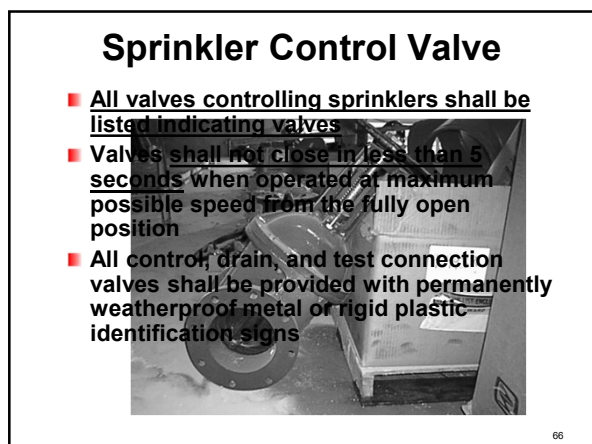 Sprinkler Control Valve
All valves controlling sprinklers shall be
listed indicating valves
Valves shall not close in less than 5
seconds when operated at maximum
possible speed from the fully open
position
All control, drain, and test connection
valves shall be provided with permanently
weatherproof metal or rigid plastic
identification signs
66